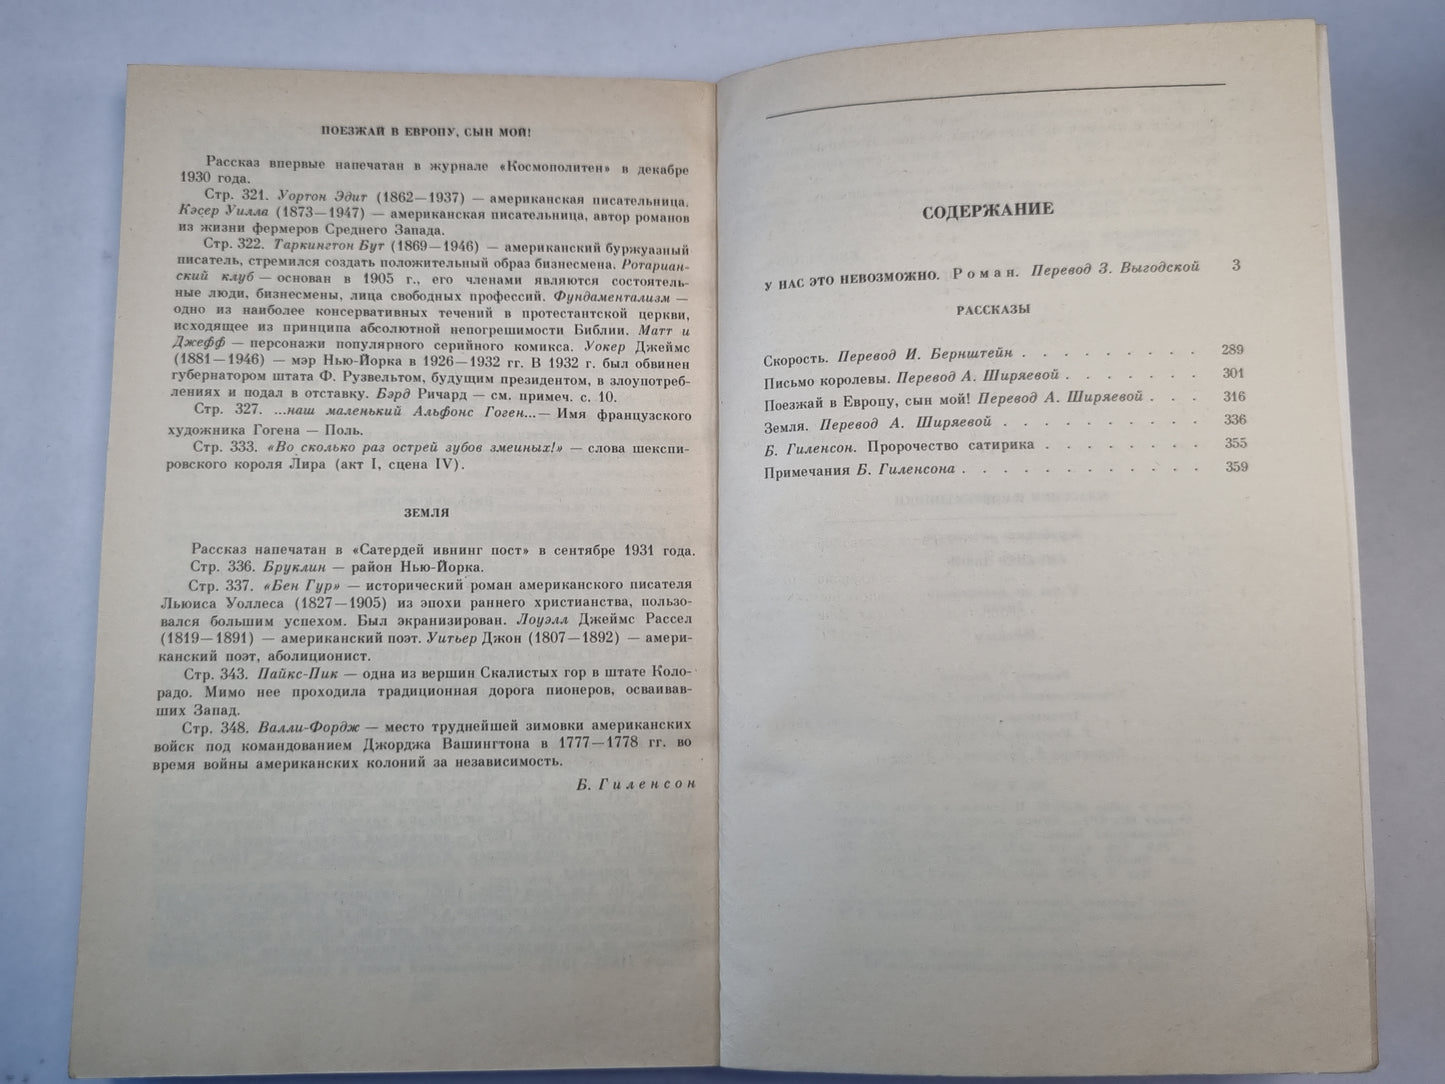 ПОЕЗЖАЙ В ЕВРОПУ, СЫН МОЙ!
Рассказ впервые напечатан в журнале «Космополитен» в декабре
1930 года.
Стр. 321. Уортон Эдит (1862—1937) — американская писательница.
Кэсер Уилла (1873—1947) — американская писательница, автор романов
из жизни фермеров Среднего Запада.
Стр. 322. Таркингтон Бут (1869—1946) — американский буржуазный
писатель, стремился создать положительный образ бизнесмена. Ротариан-
ский клуб — основан в 1905 г., его членами являются состоятель-
ные люди, бизнесмены, лица свободных профессий. Фундаментализм —
одно из наиболее консервативных течений в протестантской церкви,
исходящее из принципа абсолютной непогрешимости Библии. Матт и
Джефф — персонажи популярного серийного комикса. Уокер Джеймс
(1881—1946) — мэр Нью-Йорка в 1926—1932 гг. В 1932 г. был обвинен
губернатором штата Ф. Рузвельтом, будущим президентом, в злоупотреб-
лениях и подал в отставку. Бэрд Ричард — см. примеч. с. 10.
Стр. 327. ...наш маленький Альфонс Гоген...— Имя французского
художника Гогена — Поль.
Стр. 333. «Во сколько раз острей зубов змеиных!» — слова шекспи-
ровского короля Лира (акт I, сцена IV).
ЗЕМЛЯ
Рассказ напечатан в «Сатердей ивнинг пост» в сентябре 1931 года.
Стр. 336. Бруклин — район Нью-Йорка.
Стр. 337. «Бен Гур» — исторический роман американского писателя
Льюиса Уоллеса (1827—1905) из эпохи раннего христианства, пользо-
вался большим успехом. Был экранизирован. Лоуэлл Джеймс Рассел
(1819—1891) — американский поэт. Уитьер Джон (1807—1892) — амери-
канский поэт, аболиционист.
Стр. 343. Пайкс-Пик — одна из вершин Скалистых гор в штате Коло-
радо. Мимо нее проходила традиционная дорога пионеров, осваивав-
ших Запад.
Стр. 348. Валли-Фордж — место труднейшей зимовки американских
войск под командованием Джорджа Вашингтона в 1777—1778 гг. во
время войны американских колоний за независимость.
Б. Гиленсон
СОДЕРЖАНИЕ
У НАС ЭТО НЕВОЗМОЖНО. Роман. Перевод З. Выгодской 3
РАССКАЗЫ
Скорость. Перевод И. Бернштейн . . . . . . . . . 289
Письмо королевы. Перевод А. Ширяевой . . . . . . . 301
Поезжай в Европу, сын мой! Перевод А. Ширяевой . . . 316
Земля. Перевод А. Ширяевой . . . . . . . . . . 336
Б. Гиленсон. Пророчество сатирика . . . . . . . . 355
Примечания Б. Гиленсона . . . . . . . . . . . . 359